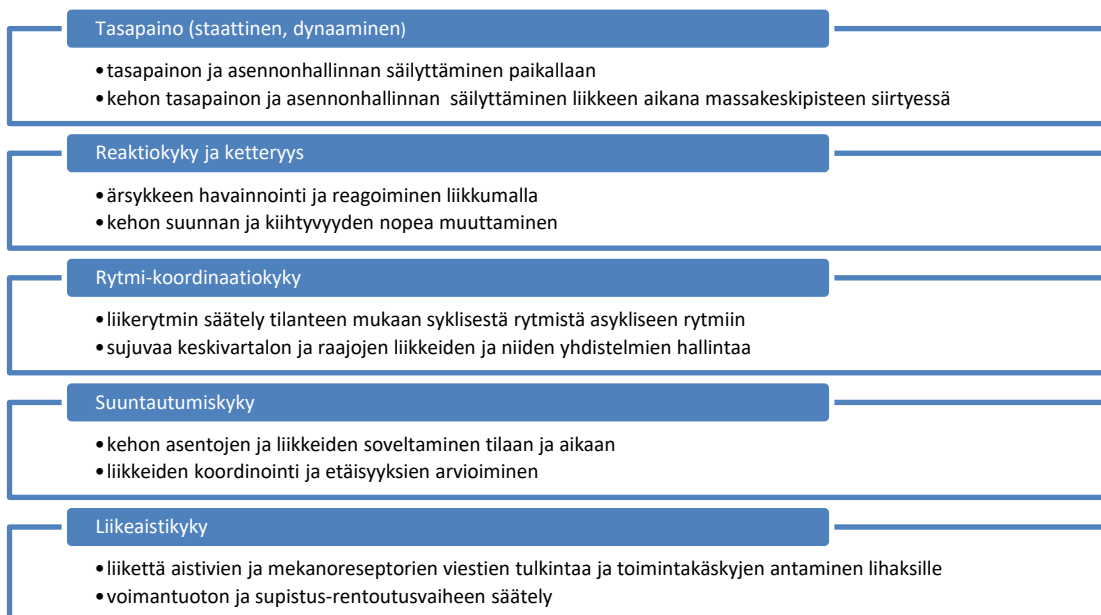 Tasapaino (staattinen, dynaaminen)
•tasapainon ja asennonhallinnan säilyttäminen paikallaan
•kehon tasapainon ja asennonhallinnan säilyttäminen liikkeen aikana massakeskipisteen siirtyessä
Reaktiokyky ja ketteryys
•ärsykkeen havainnointi ja reagoiminen liikkumalla
•kehon suunnan ja kiihtyvyyden nopea muuttaminen
Rytmi-koordinaatiokyky
•liikerytmin säätely tilanteen mukaan syklisestä rytmistä asykliseen rytmiin
•sujuvaa keskivartalon ja raajojen liikkeiden ja niiden yhdistelmien hallintaa
Suuntautumiskyky
•kehon asentojen ja liikkeiden soveltaminen tilaan ja aikaan
•liikkeiden koordinointi ja etäisyyksien arvioiminen
Liikeaistikyky
•liikettä aistivien ja mekanoreseptorien viestien tulkintaa ja toimintakäskyjen antaminen lihaksille
•voimantuoton ja supistus-rentoutusvaiheen säätely